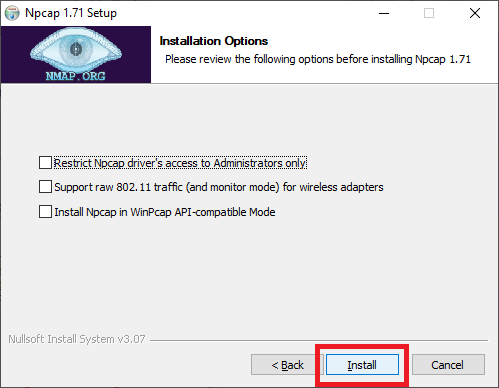 Npcap 1.71 Setup
NMAP.ORG
Installation Options
Please review the following options before installing Npcap 1.71
Restrict Npcap driver's access to Administrators only
Support raw 802.11 traffic (and monitor mode) for wireless adapters
Install Npcap in WinPcap API-compatible Mode
Nullsoft Install System v3.07
< Back
Install
Cancel